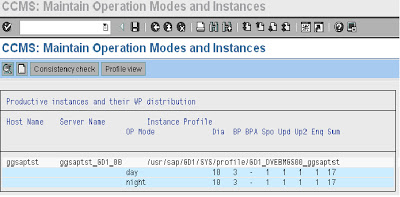 CCMS: Maintain Operation Modes and Instances
CCMS: Maintain Operation Modes and Instances
Consistency check Profile view
Productive instances and their WP distribution
Host Name Server Name Instance Profile
OP Mode Dia BP BPA Spo Upd Up2 Enq Sum
ggsaptst ggsaptst_GD1_00 /usr/sap/GD1/SYS/profile/GD1_DVEBMGS00_ggsaptst
day 10 3 - 1 1 1 1 17
night 10 3 - 1 1 1 1 17